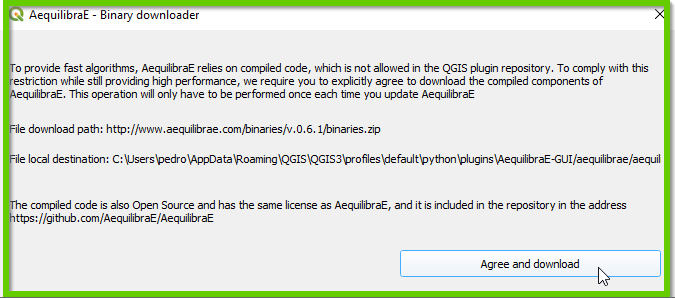 AequilibraE - Binary downloader
To provide fast algorithms, AequilibraE relies on compiled code, which is not allowed in the QGIS plugin repository. To comply with this
restriction while still providing high performance, we require you to explicitly agree to download the compiled components of
AequilibraE. This operation will only have to be performed once each time you update AequilibraE
File download path: http://www.aequilibrae.com/binaries/v.0.6.1/binaries.zip
File local destination: C:\Users\pedro\AppData\Roaming\QGIS\QGIS3\profiles\default\python\plugins\AequilibraE-GUI/aequilibrae/aequil
The compiled code is also Open Source and has the same license as AequilibraE, and it is included in the repository in the address
https://github.com/AequilibraE/AequilibraE
Agree and download